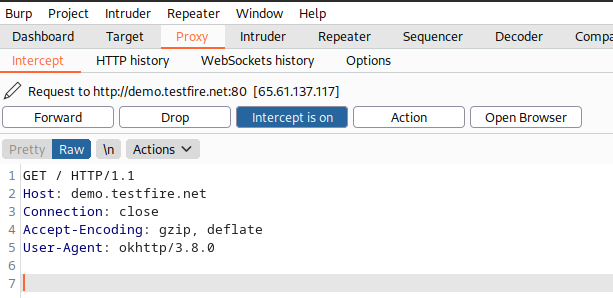 Burp Project Intruder Repeater Window Help
Dashboard Target Proxy Intruder Repeater Sequencer Decoder Compa
Intercept HTTP history WebSockets history Options
Request to http://demo.testfire.net:80 [65.61.137.117]
Forward Drop Intercept is on Action Open Browser
Pretty Raw \n Actions
1 GET / HTTP/1.1
2 Host: demo.testfire.net
3 Connection: close
4 Accept-Encoding: gzip, deflate
5 User-Agent: okhttp/3.8.0
6
7